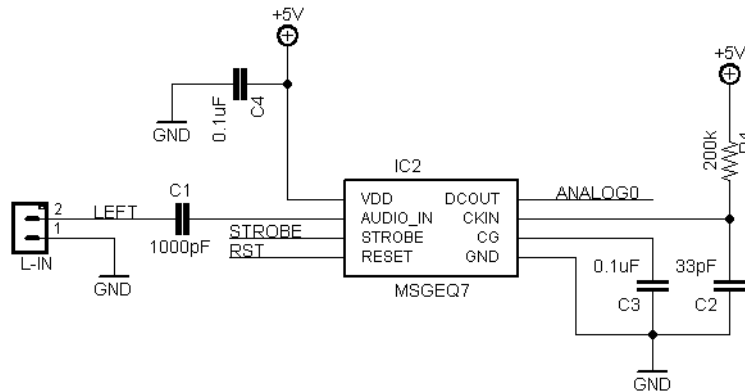 +5V
+5V
0.1uF
C4
GND
200k
IC2
C1
VDD
DCOUT
ANALOG0
2
LEFT
AUDIO_IN
CKIN
1
STROBE
STROBE
CG
1000pF
RST
RESET
GND
L-IN
GND
MSGEQ7
0.1uF
33pF
C3
C2
GND